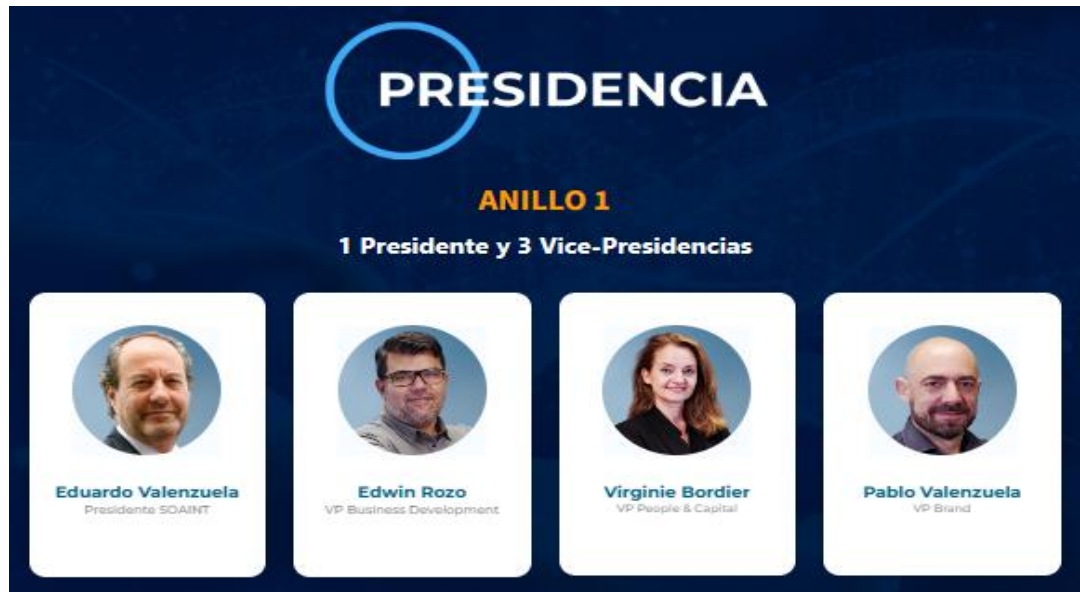 PRESIDENCIA
ANILLO 1
1 Presidente y 3 Vice-Presidencias
Eduardo Valenzuela
Presidente SOAINT
Edwin Rozo
VP Business Development
Virginie Bordier
VP People & Capital
Pablo Valenzuela
VP Brand